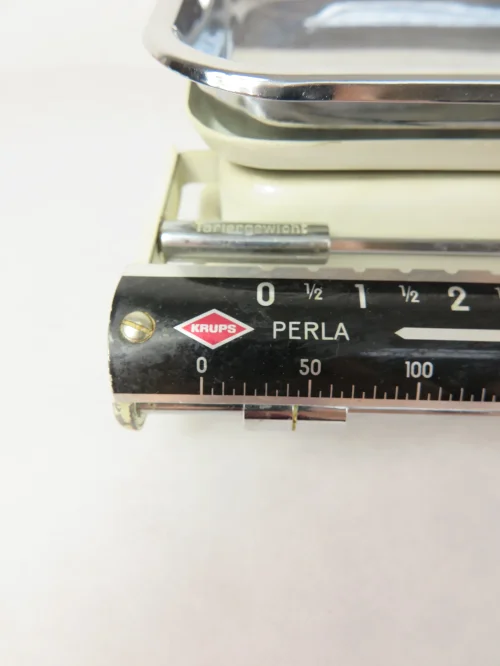 Tariergewicht
0 ½ 1 ½ 2
KRUPS PERLA
0 50 100